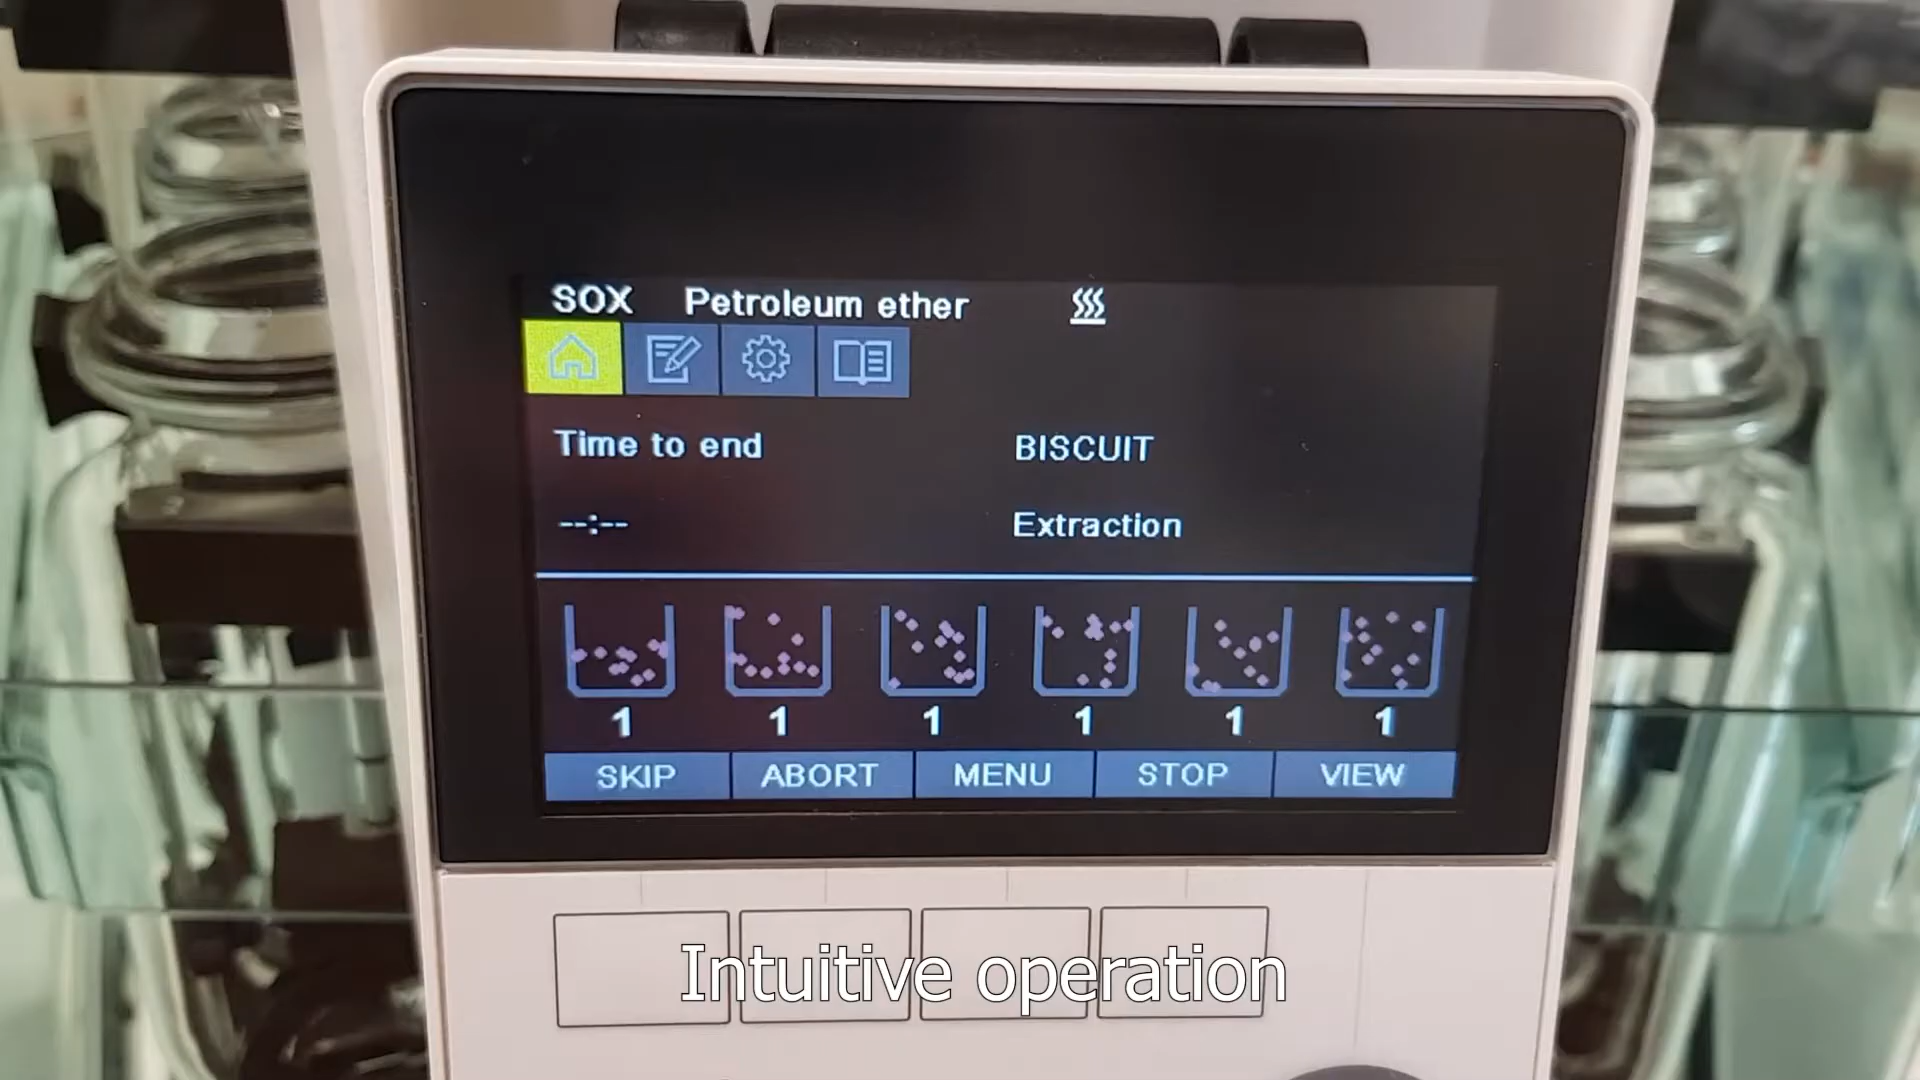 SOX Petroleum ether
Time to end BISCUIT
--:-- Extraction
1 1 1 1 1 1
SKIP ABORT MENU STOP VIEW
Intuitive operation